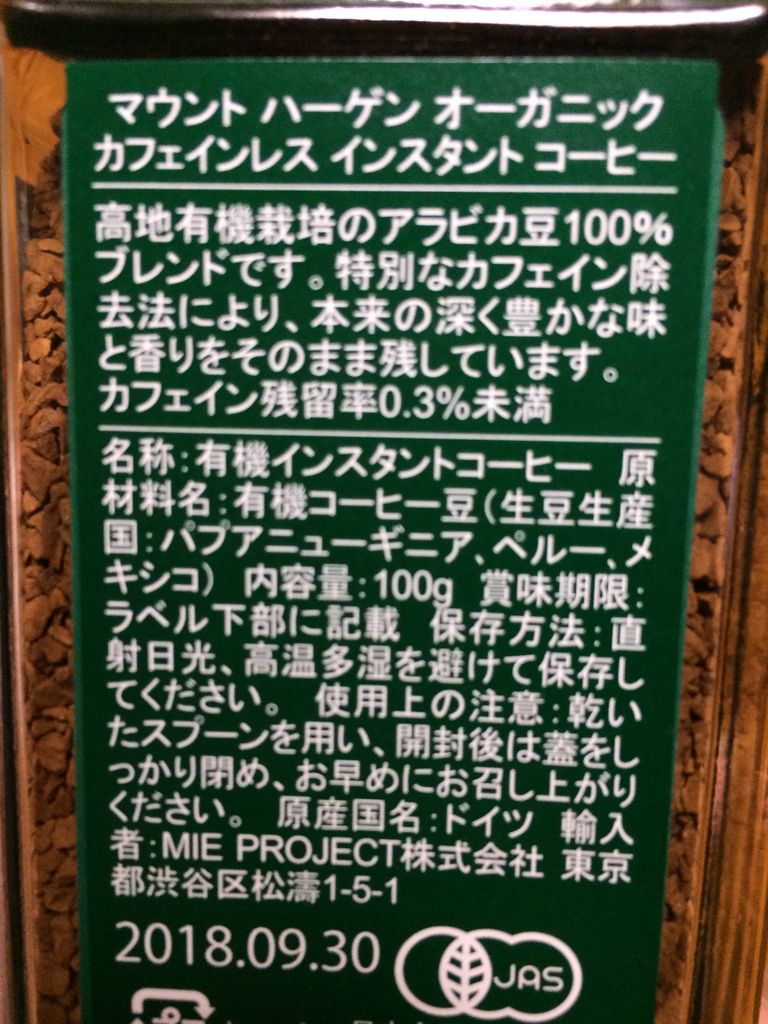 マウント ハーゲン オーガニック
カフェインレス インスタント コーヒー
高地有機栽培のアラビカ豆100%
ブレンドです。特別なカフェイン除
去法により、本来の深く豊かな味
と香りをそのまま残しています。
カフェイン残留率0.3%未満
名称:有機インスタントコーヒー 原
材料名:有機コーヒー豆(生豆生産
国:パプアニューギニア、ペルー、メ
キシコ) 内容量:100g 賞味期限:
ラベル下部に記載 保存方法:直
射日光、高温多湿を避けて保存し
てください。 使用上の注意:乾い
たスプーンを用い、開封後は蓋をし
っかり閉め、お早めにお召し上がり
ください。 原産国名:ドイツ 輸入
者:MIE PROJECT株式会社 東京
都渋谷区松濤1-5-1
2018.09.30
JAS